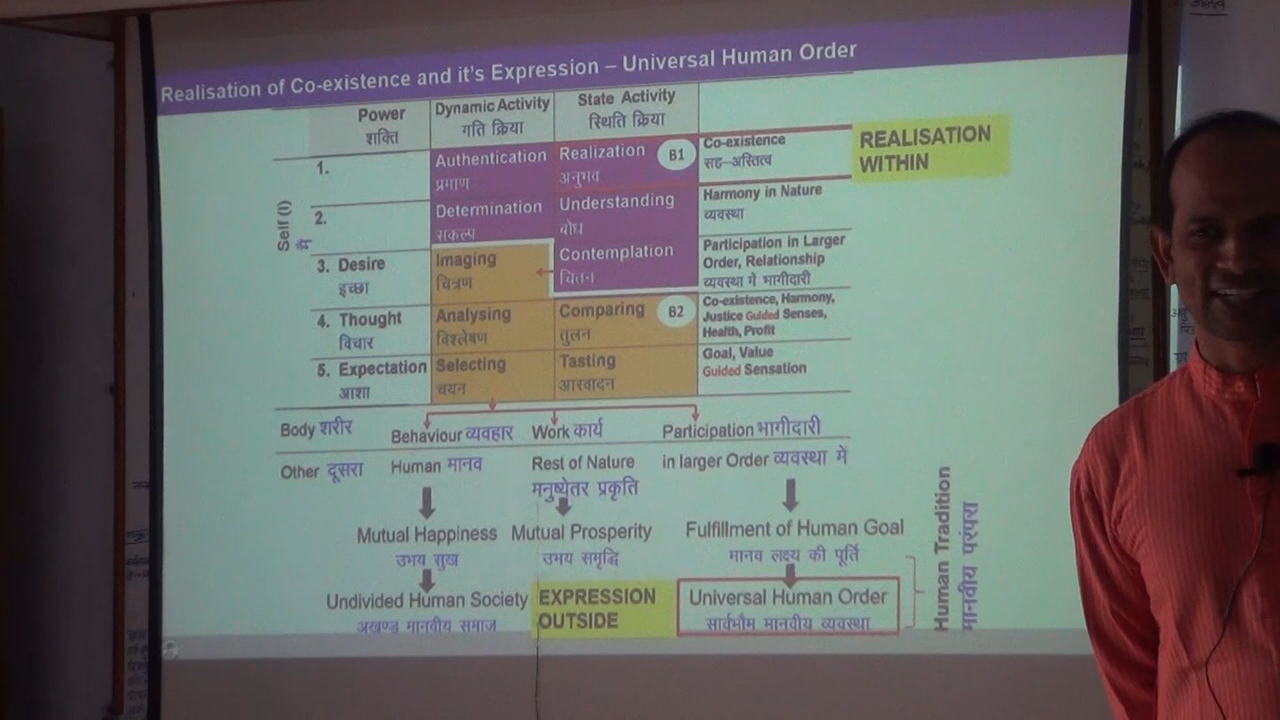 Realisation of Co-existence and it's Expression – Universal Human Order
Power
शक्ति
Dynamic Activity
गति क्रिया
State Activity
स्थिति क्रिया
Self (I)
मैं
1.
Authentication
प्रमाण
Realization
अनुभव
B1
Co-existence
सह-अस्तित्व
REALISATION
WITHIN
2.
Determination
संकल्प
Understanding
बोध
Harmony in Nature
व्यवस्था
3. Desire
इच्छा
Imaging
चित्रण
Contemplation
चिंतन
Participation in Larger
Order, Relationship
व्यवस्था में भागीदारी
4. Thought
विचार
Analysing
विश्लेषण
Comparing
तुलन
B2
Co-existence, Harmony,
Justice Guided Senses,
Health, Profit
5. Expectation
आशा
Selecting
चयन
Tasting
आस्वादन
Goal, Value
Guided Sensation
Body शरीर
Behaviour व्यवहार
Work कार्य
Participation भागीदारी
Other दूसरा
Human मानव
Rest of Nature
मनुष्येतर प्रकृति
in larger Order व्यवस्था में
Mutual Happiness
उभय सुख
Mutual Prosperity
उभय समृद्धि
Fulfillment of Human Goal
मानव लक्ष्य की पूर्ति
Undivided Human Society
अखण्ड मानवीय समाज
EXPRESSION
OUTSIDE
Universal Human Order
सार्वभौम मानवीय व्यवस्था
Human Tradition
मानवीय परंपरा